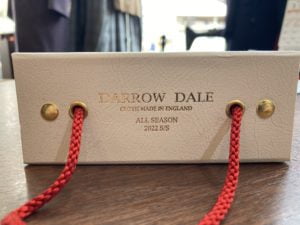 DARROW DALE
CLOTH MADE IN ENGLAND
ALL SEASON
2022 S/S